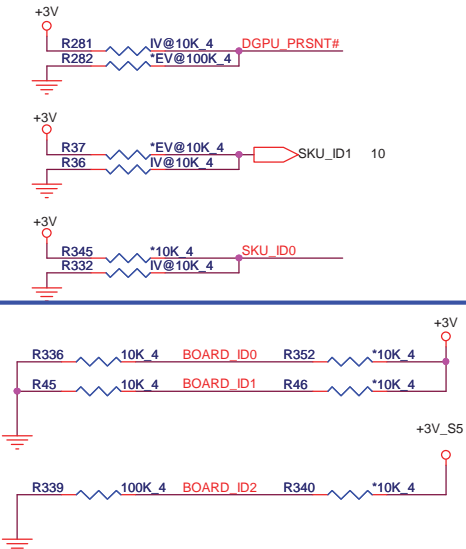 +3V
R281 IV@10K_4 DGPU_PRSNT#
R282 *EV@100K_4
+3V
R37 *EV@10K_4
SKU_ID1 10
R36 IV@10K_4
+3V
R345 *10K_4 SKU_ID0
R332 IV@10K_4
+3V
R336 10K_4 BOARD_ID0 R352 *10K_4
R45 10K_4 BOARD_ID1 R46 *10K_4
+3V_S5
R339 100K_4 BOARD_ID2 R340 *10K_4